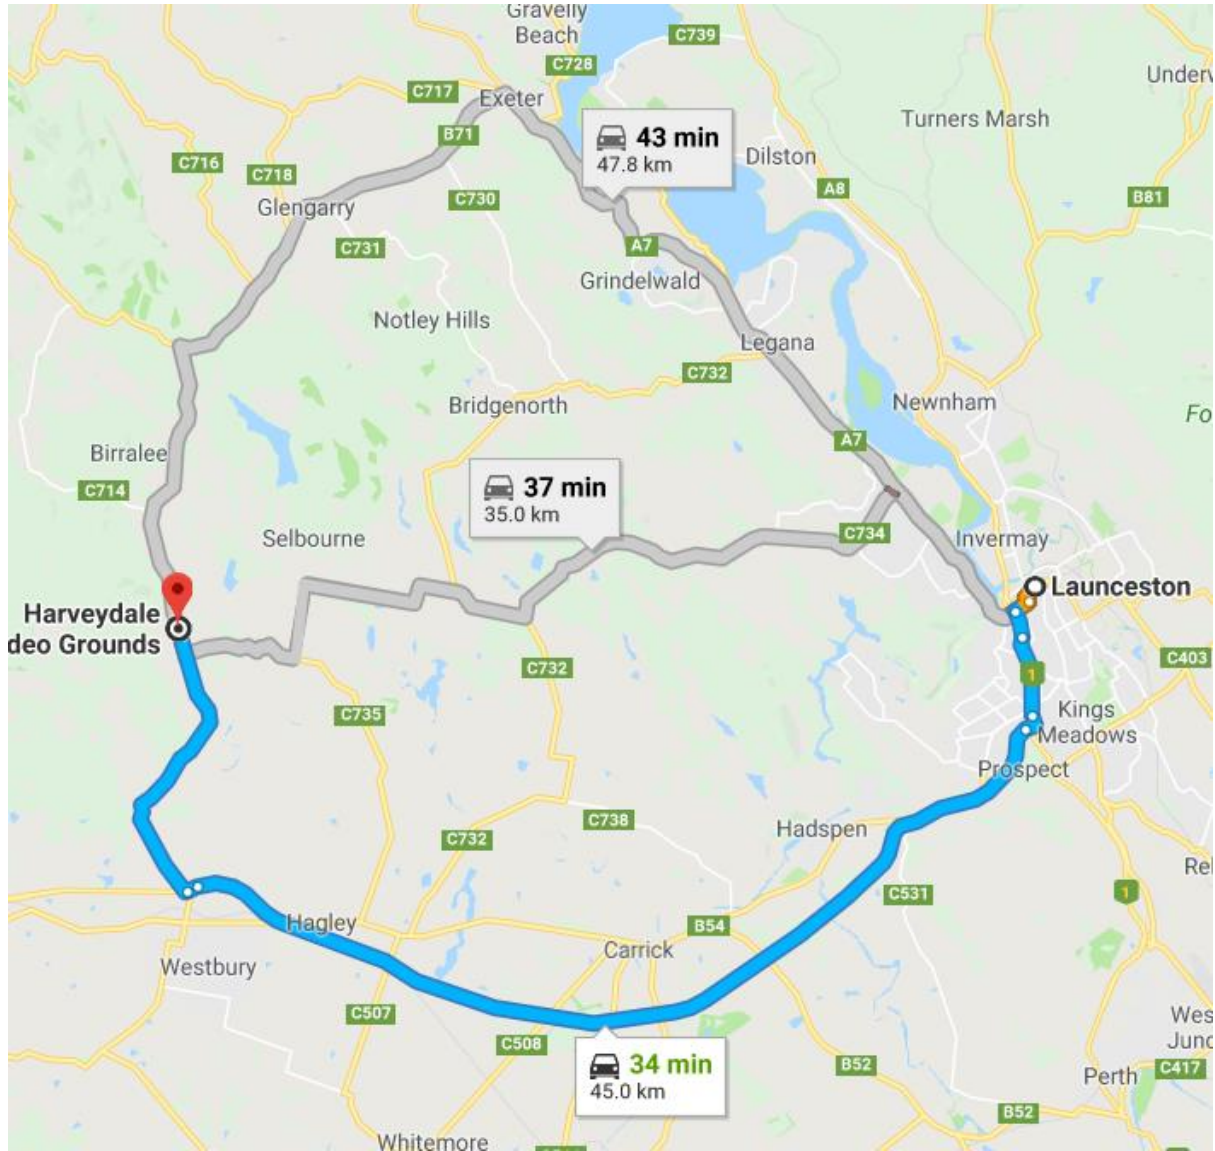 Gravelly
Beach
C739
C728
Underv
C717
Exeter
B71
43 min
47.8 km
Turners Marsh
C716
Dilston
C718
A8
B81
C730
Glengarry
C731
A7
Grindelwald
Notley Hills
Legana
C732
Bridgenorth
Newnham
Fo
A7
Birralee
C714
37 min
35.0 km
Selbourne
C734
Invermay
Launceston
Harveydale
deo Grounds
C403
C732
1
C735
Kings
Meadows
Prospect
C738
Hadspen
C732
Rel
C531
1
Hagley
B54
Carrick
Westbury
C507
Wes
Junc
C508
34 min
45.0 km
B52
C417
Perth
B52
Whitemore